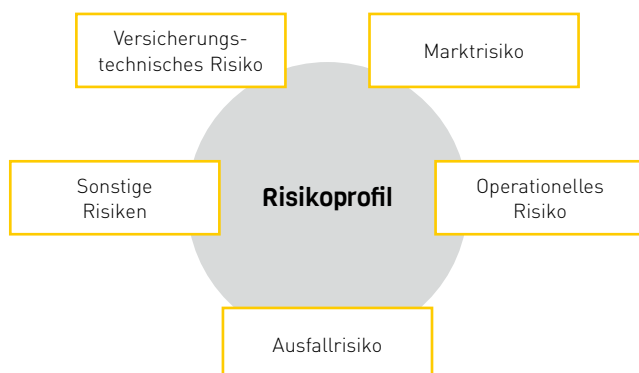 Versicherungs-
technisches Risiko
Marktrisiko
Sonstige
Risiken
Risikoprofil
Operationelles
Risiko
Ausfallrisiko